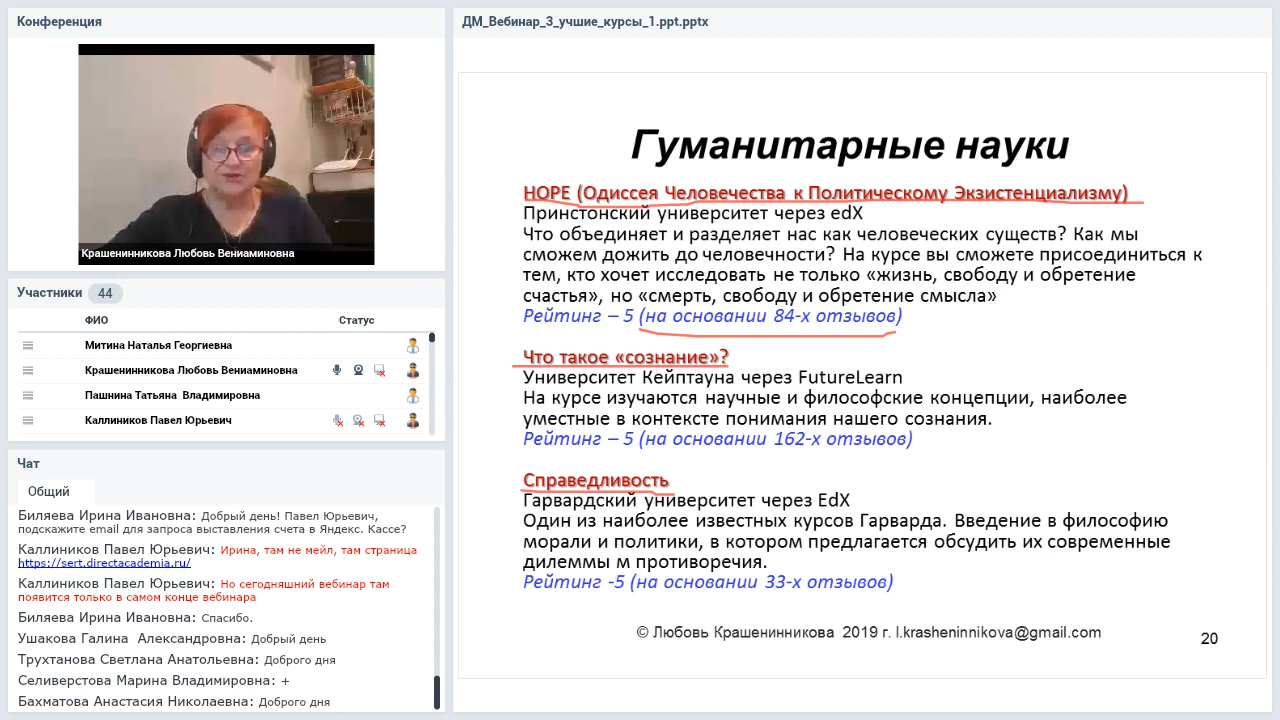 Конференция
Крашенинникова Любовь Вениаминовна
Участники 44
ФИО Статус
Митина Наталья Георгиевна
Крашенинникова Любовь Вениаминовна
Пашнина Татьяна Владимировна
Каллиников Павел Юрьевич
Чат
Общий
Биляева Ирина Ивановна: Добрый день! Павел Юрьевич,
подскажите email для запроса выставления счета в Яндекс. Кассе?
Каллиников Павел Юрьевич: Ирина, там не мейл, там страница
https://sert.directacademia.ru/
Каллиников Павел Юрьевич: Но сегодняшний вебинар там
появится только в самом конце вебинара
Биляева Ирина Ивановна: Спасибо.
Ушакова Галина Александровна: Добрый день
Трухтанова Светлана Анатольевна: Доброго дня
Селиверстова Марина Владимировна: +
Бахматова Анастасия Николаевна: Доброго дня
ДМ_Вебинар_3_учшие_курсы_1.ppt.pptx
Гуманитарные науки
HOPE (Одиссея Человечества к Политическому Экзистенциализму)
Принстонский университет через edX
Что объединяет и разделяет нас как человеческих существ? Как мы
сможем дожить до человечности? На курсе вы сможете присоединиться к
тем, кто хочет исследовать не только «жизнь, свободу и обретение
счастья», но «смерть, свободу и обретение смысла»
Рейтинг – 5 (на основании 84-х отзывов)
Что такое «сознание»?
Университет Кейптауна через FutureLearn
На курсе изучаются научные и философские концепции, наиболее
уместные в контексте понимания нашего сознания.
Рейтинг – 5 (на основании 162-х отзывов)
Справедливость
Гарвардский университет через EdX
Один из наиболее известных курсов Гарварда. Введение в философию
морали и политики, в котором предлагается обсудить их современные
дилеммы м противоречия.
Рейтинг -5 (на основании 33-х отзывов)
© Любовь Крашенинникова 2019 г. l.krasheninnikova@gmail.com
20